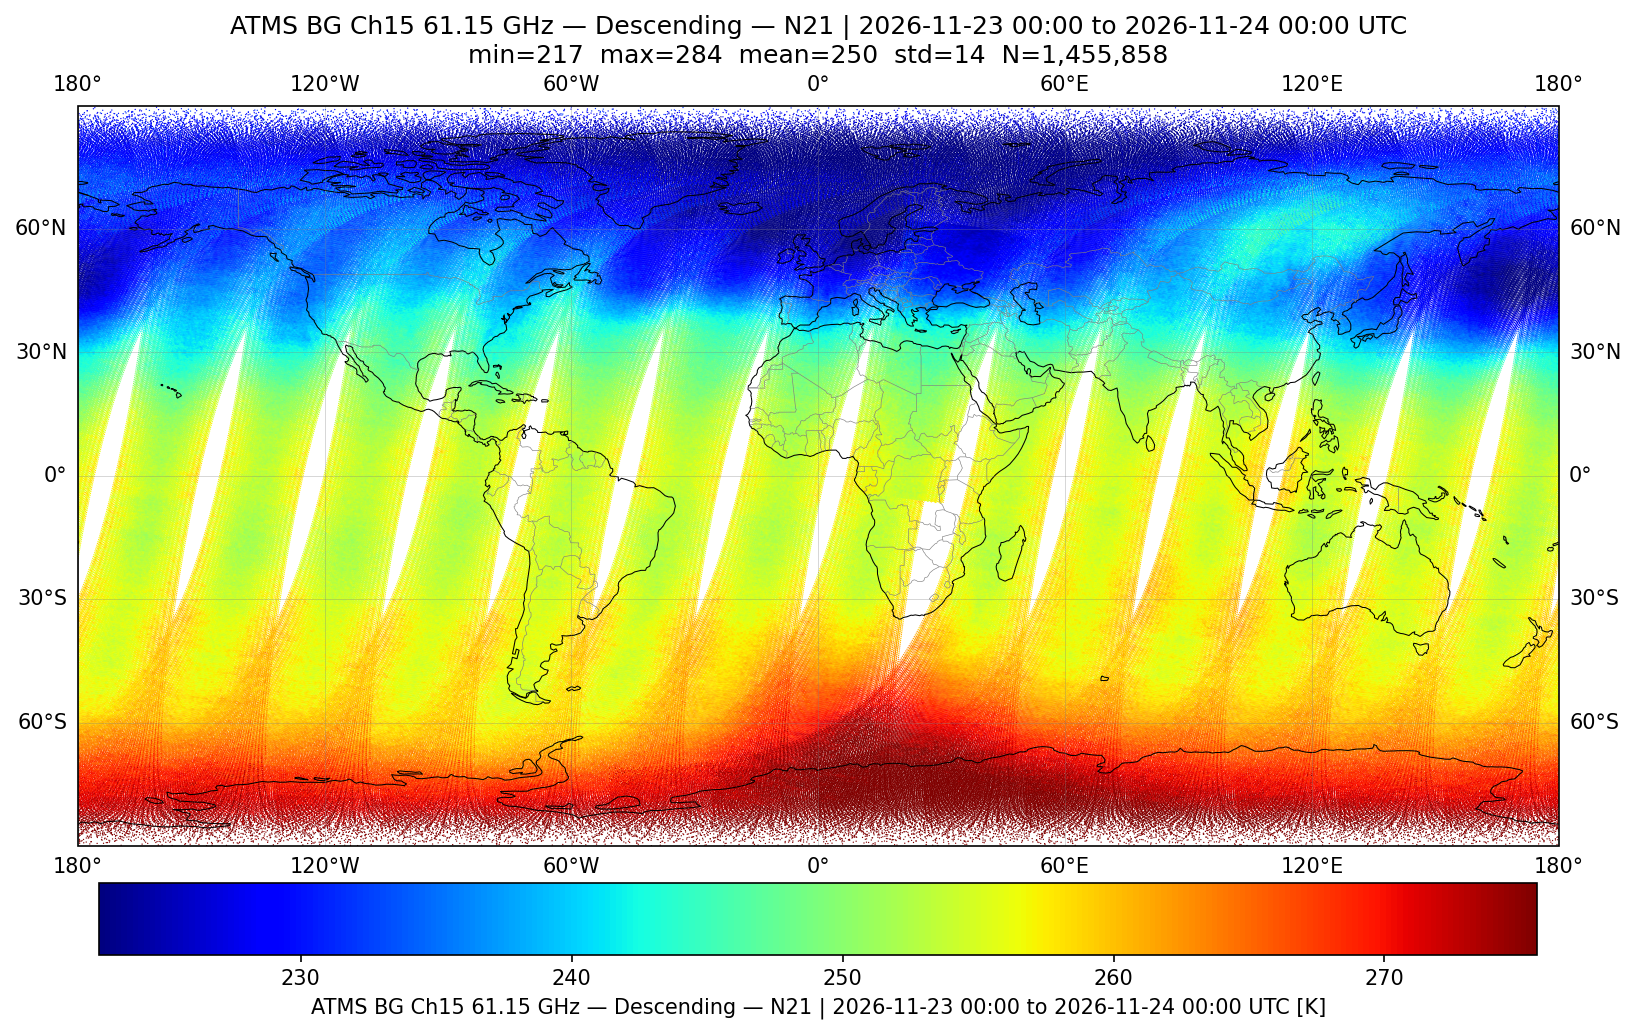 ATMS BG Ch15 61.15 GHz — Descending — N21 | 2026-11-23 00:00 to 2026-11-24 00:00 UTC
min=217 max=284 mean=250 std=14 N=1,455,858
180° 120°W 60°W 0° 60°E 120°E 180°
60°N 60°N
30°N 30°N
0° 0°
30°S 30°S
60°S 60°S
180° 120°W 60°W 0° 60°E 120°E 180°
230 240 250 260 270
ATMS BG Ch15 61.15 GHz — Descending — N21 | 2026-11-23 00:00 to 2026-11-24 00:00 UTC [K]